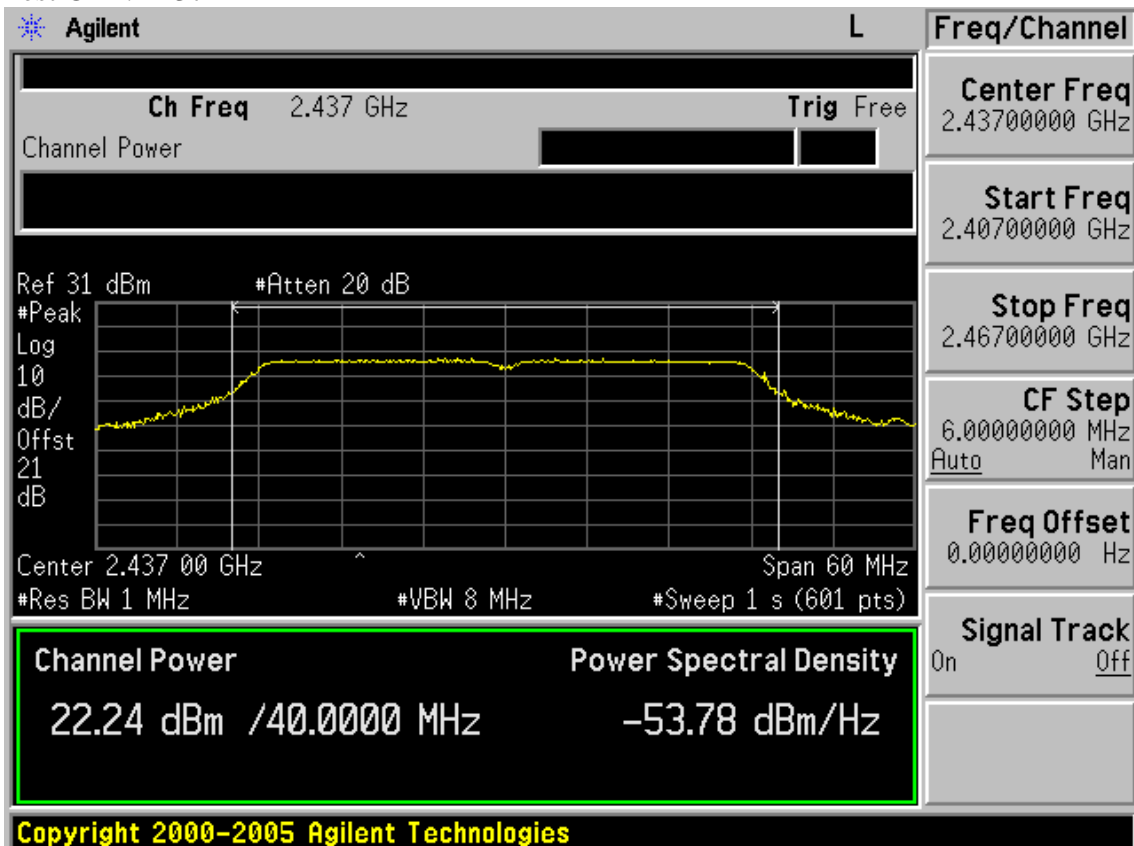 Agilent L Freq/Channel
Ch Freq 2.437 GHz Trig Free
Channel Power
Center Freq
2.43700000 GHz
Start Freq
2.40700000 GHz
Stop Freq
2.46700000 GHz
CF Step
6.00000000 MHz
Auto Man
Freq Offset
0.00000000 Hz
Signal Track
On Off
Ref 31 dBm #Atten 20 dB
#Peak
Log
10
dB/
Offst
21
dB
Center 2.437 00 GHz ^ Span 60 MHz
#Res BW 1 MHz #VBW 8 MHz #Sweep 1 s (601 pts)
Channel Power Power Spectral Density
22.24 dBm /40.0000 MHz -53.78 dBm/Hz
Copyright 2000-2005 Agilent Technologies